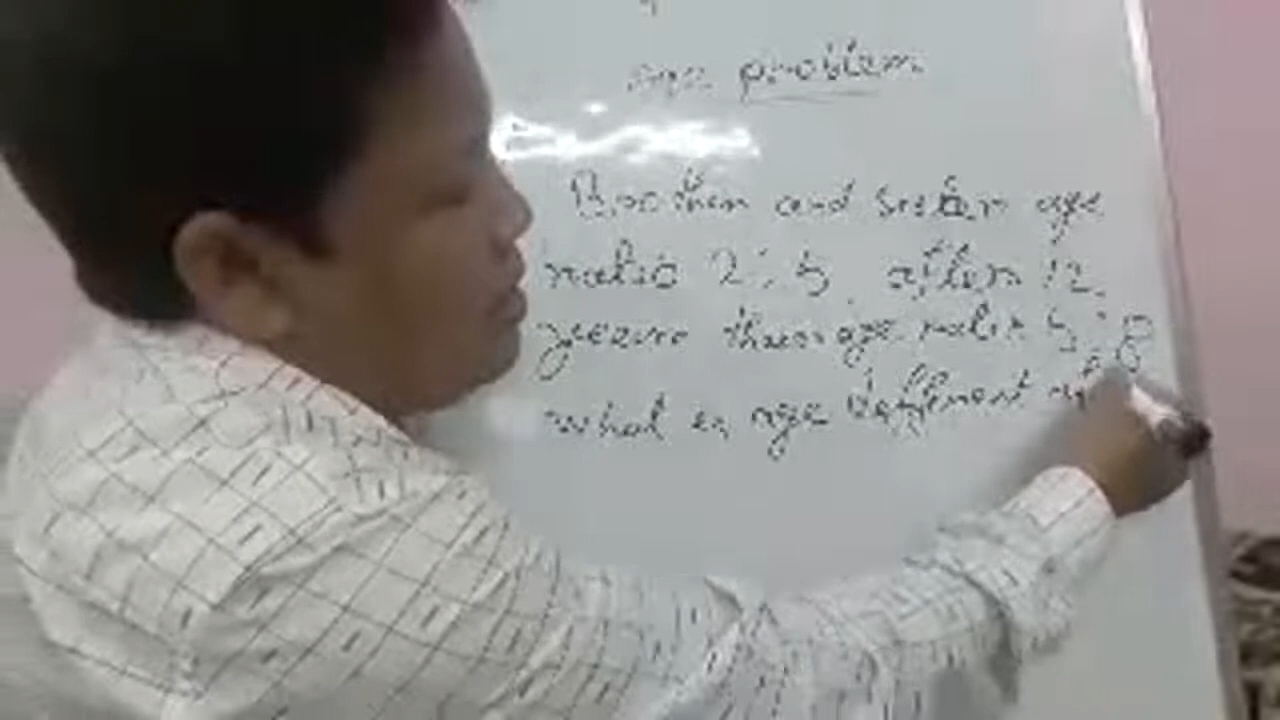 age problem
Brother and sister age
ratio 2:5. after 12
years their age ratio 5:8
what is age different